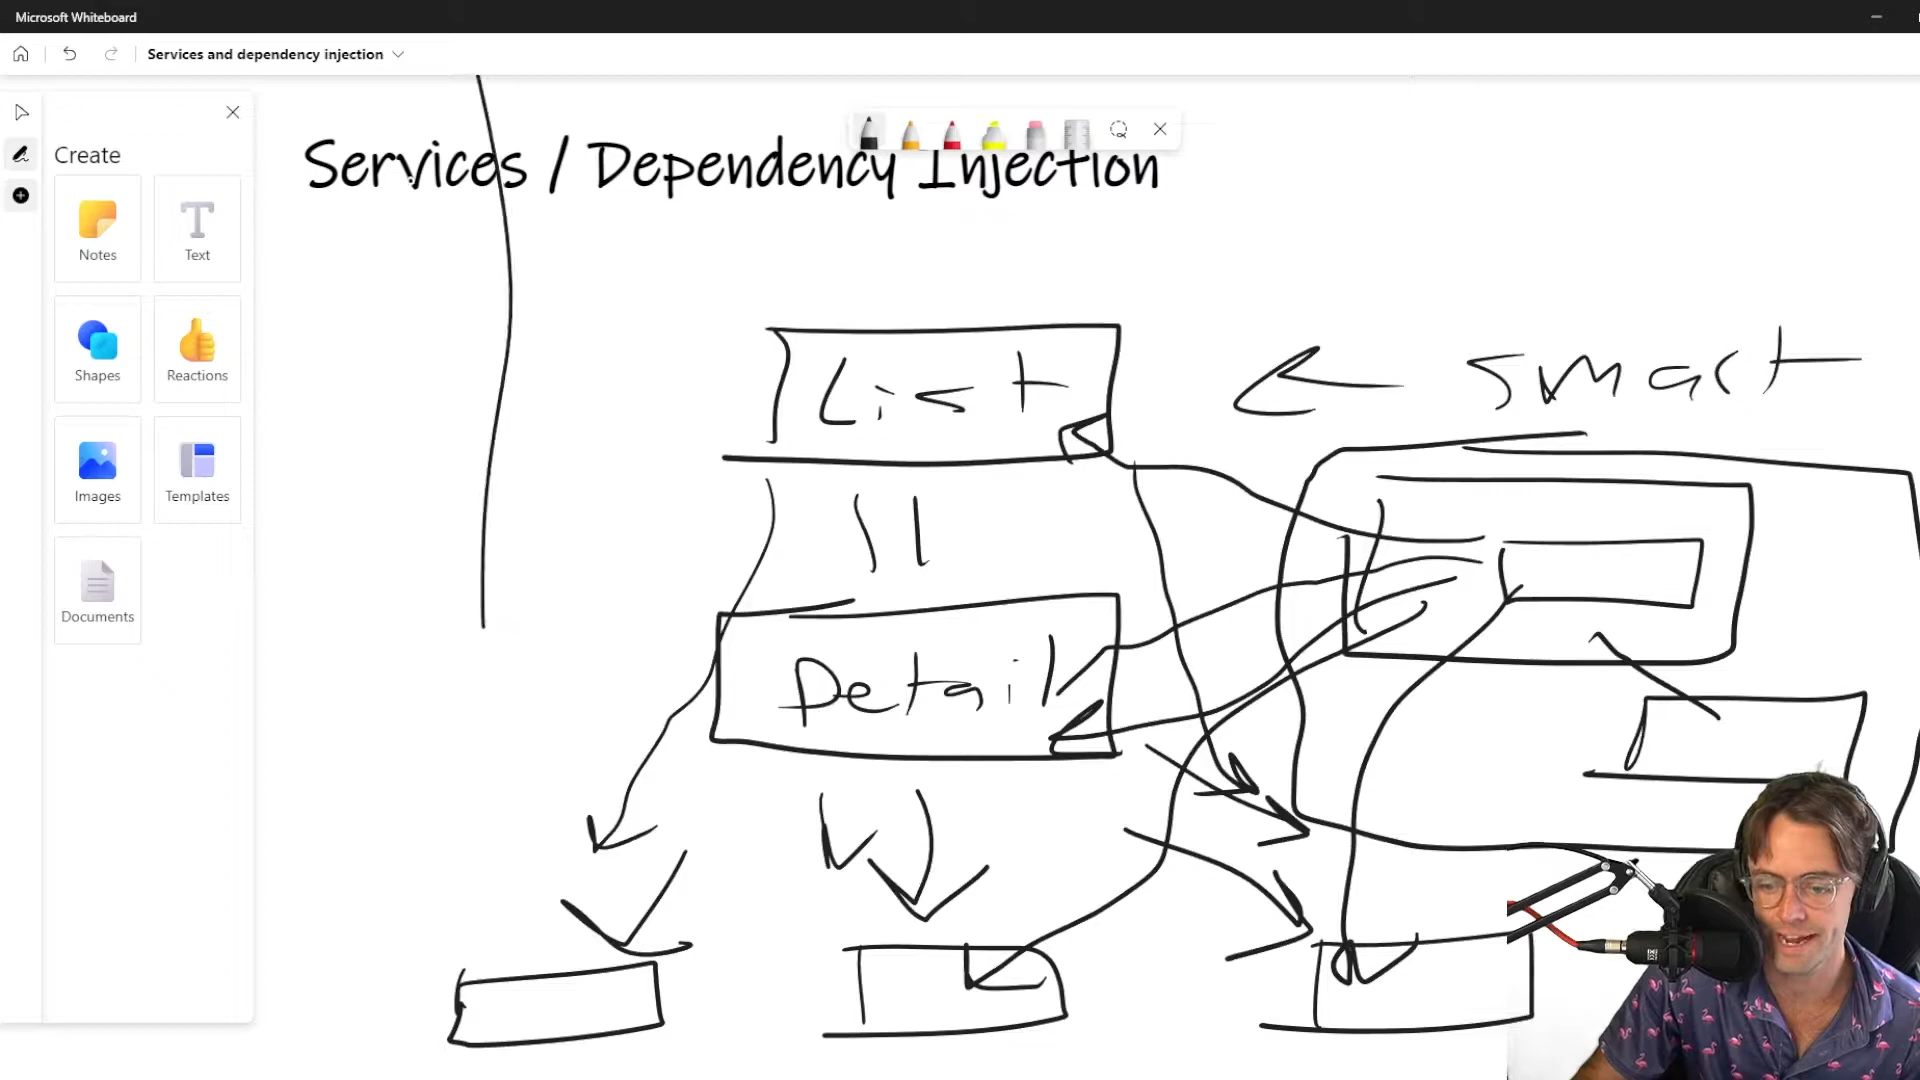 Microsoft Whiteboard
Services and dependency injection
Create
Services / Dependency Injection
Notes
Text
Shapes
Reactions
Images
Templates
Documents
List
smart
Detail